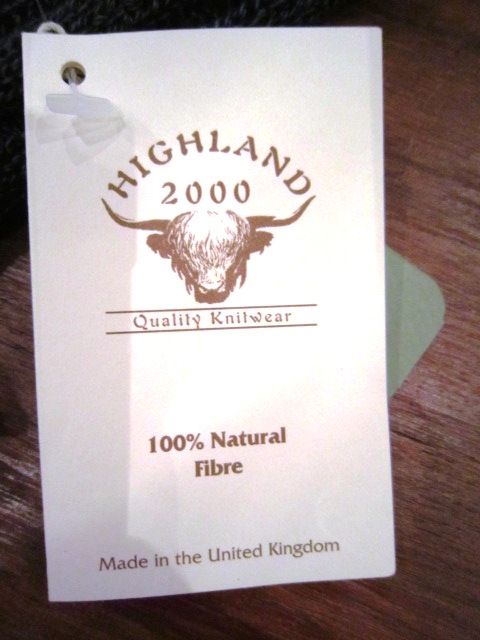 HIGHLAND
2000
Quality Knitwear
100% Natural
Fibre
Made in the United Kingdom